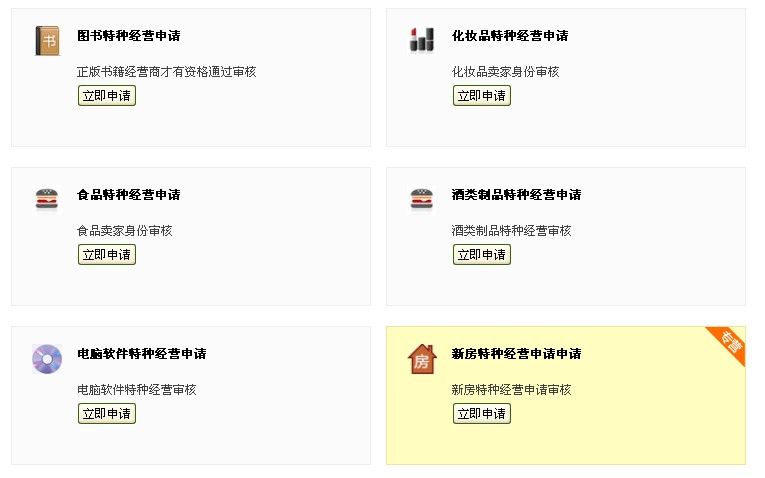 书
图书特种经营申请
正版书籍经营商才有资格通过审核
立即申请
化妆品特种经营申请
化妆品卖家身份审核
立即申请
食品特种经营申请
食品卖家身份审核
立即申请
酒类制品特种经营申请
酒类制品特种经营审核
立即申请
电脑软件特种经营申请
电脑软件特种经营审核
立即申请
专营
房
新房特种经营申请申请
新房特种经营申请审核
立即申请